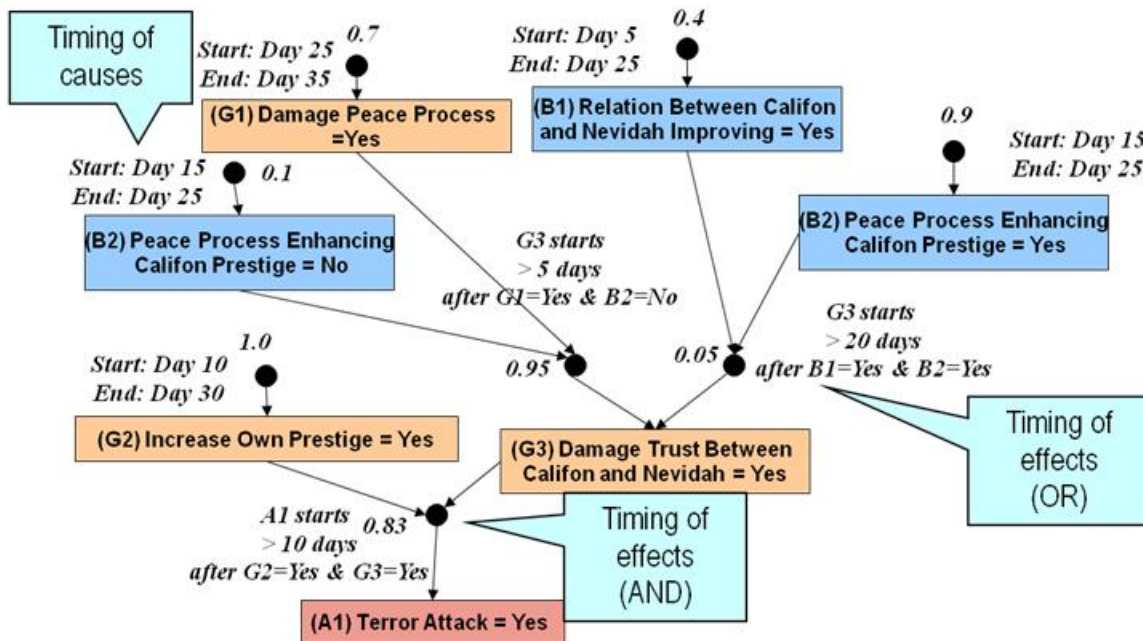 Timing of
causes
Start: Day 25
End: Day 35
0.7
(G1) Damage Peace Process
=Yes
Start: Day 5
End: Day 25
0.4
(B1) Relation Between Califon
and Nevidah Improving = Yes
Start: Day 15
End: Day 25
0.1
(B2) Peace Process Enhancing
Califon Prestige = No
0.9
Start: Day 15
End: Day 25
(B2) Peace Process Enhancing
Califon Prestige = Yes
G3 starts
> 5 days
after G1=Yes & B2=No
0.95
0.05
G3 starts
> 20 days
after B1=Yes & B2=Yes
Start: Day 10
End: Day 30
1.0
(G2) Increase Own Prestige = Yes
(G3) Damage Trust Between
Califon and Nevidah = Yes
Timing of
effects
(OR)
A1 starts
> 10 days
after G2=Yes & G3=Yes
0.83
Timing of
effects
(AND)
(A1) Terror Attack = Yes